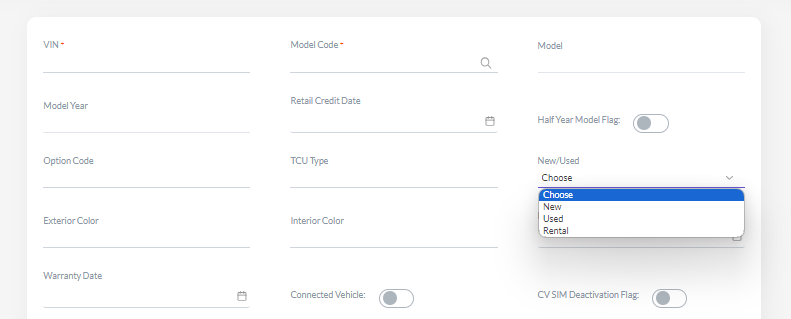 VIN *
Model Code *
Model
Model Year
Retail Credit Date
Half Year Model Flag:
Option Code
TCU Type
New/Used
Choose
Choose
New
Used
Rental
Exterior Color
Interior Color
Warranty Date
Connected Vehicle:
CV SIM Deactivation Flag: